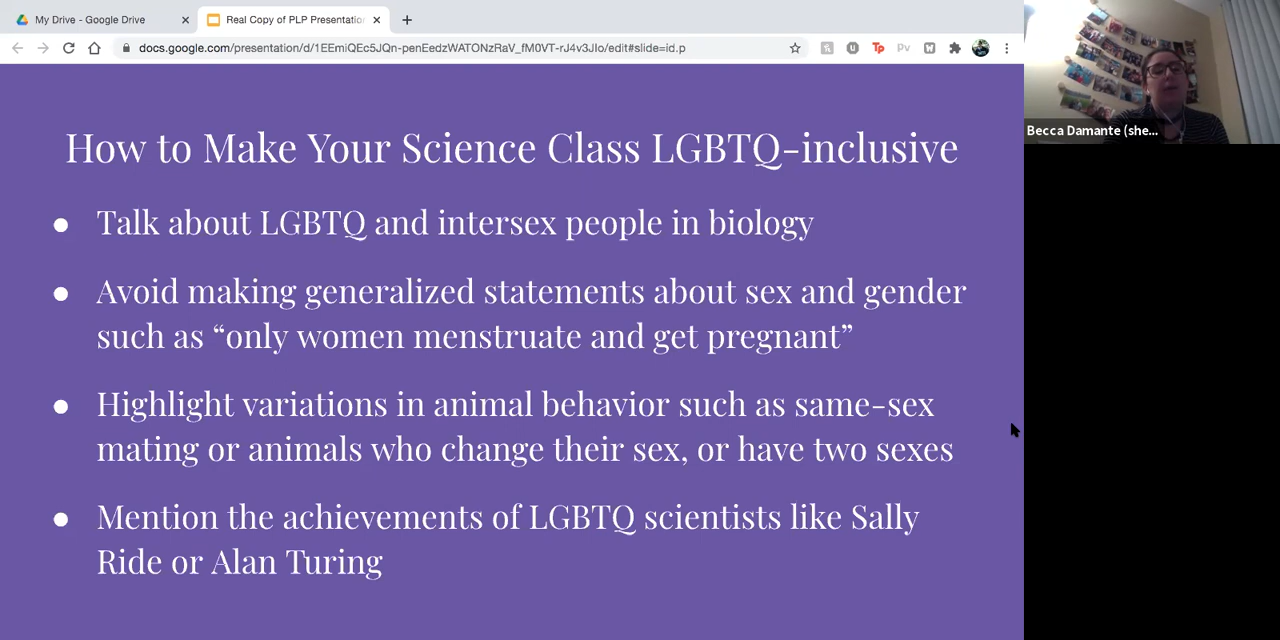 My Drive - Google Drive
Real Copy of PLP Presentation
docs.google.com/presentation/d/1EEmiQEc5JQn-penEedzWATONzRaV_fM0VT-rJ4v3JIo/edit#slide=id.p
Tp
Pv
Becca Damante (she...
How to Make Your Science Class LGBTQ-inclusive
● Talk about LGBTQ and intersex people in biology
● Avoid making generalized statements about sex and gender
such as “only women menstruate and get pregnant”
● Highlight variations in animal behavior such as same-sex
mating or animals who change their sex, or have two sexes
● Mention the achievements of LGBTQ scientists like Sally
Ride or Alan Turing